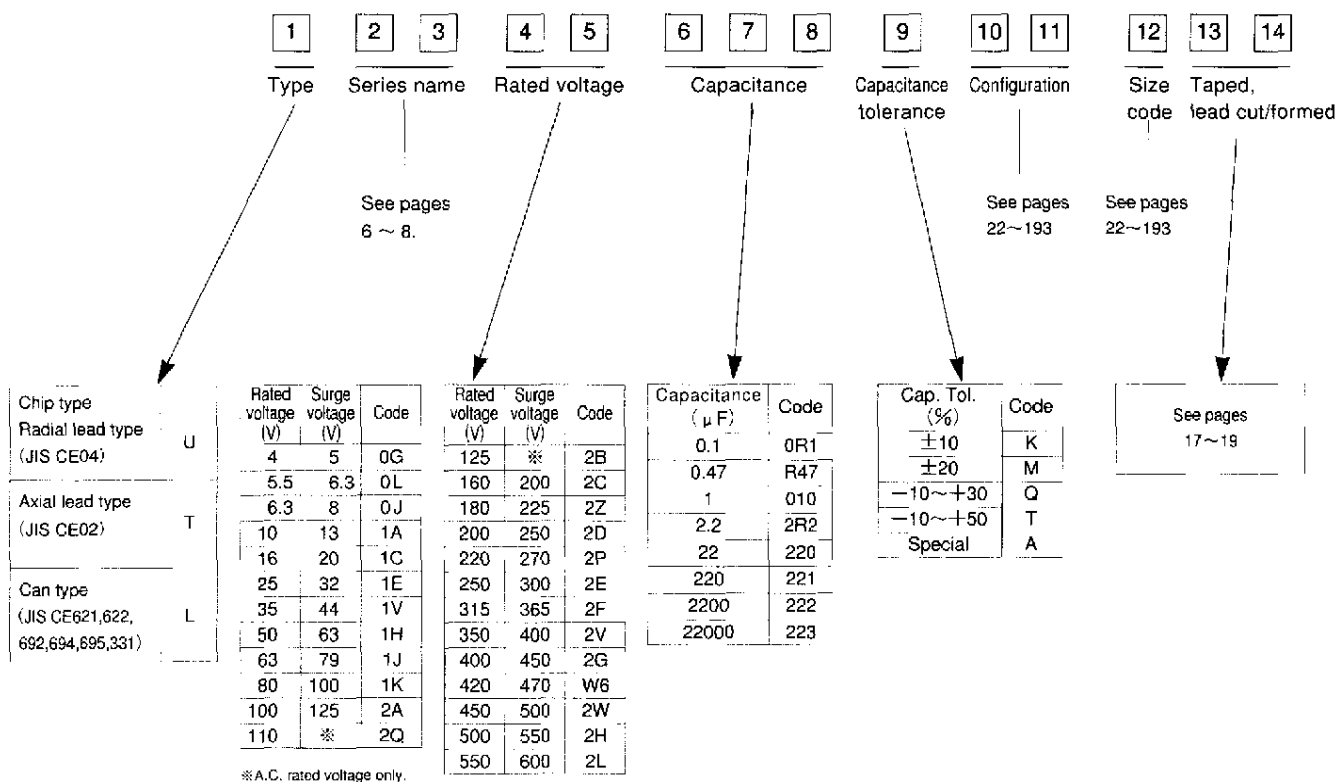 1 2 3 4 5 6 7 8 9 10 11 12 13 14
Type Series name Rated voltage Capacitance Capacitance tolerance Configuration Size code Taped, lead cut/formed
See pages
6 ~ 8.
See pages
22~193
See pages
22~193
Chip type
Radial lead type
(JIS CE04)
U
Axial lead type
(JIS CE02)
T
Can type
(JIS CE621,622,
692,694,695,331)
L
Rated voltage (V) Surge voltage (V) Code
4 5 0G
5.5 6.3 0L
6.3 8 0J
10 13 1A
16 20 1C
25 32 1E
35 44 1V
50 63 1H
63 79 1J
80 100 1K
100 125 2A
110 ※ 2Q
※A.C. rated voltage only.
Rated voltage (V) Surge voltage (V) Code
125 ※ 2B
160 200 2C
180 225 2Z
200 250 2D
220 270 2P
250 300 2E
315 365 2F
350 400 2V
400 450 2G
420 470 W6
450 500 2W
500 550 2H
550 600 2L
Capacitance (μF) Code
0.1 0R1
0.47 R47
1 010
2.2 2R2
22 220
220 221
2200 222
22000 223
Cap. Tol. (%) Code
±10 K
±20 M
−10~+30 Q
−10~+50 T
Special A
See pages
17~19